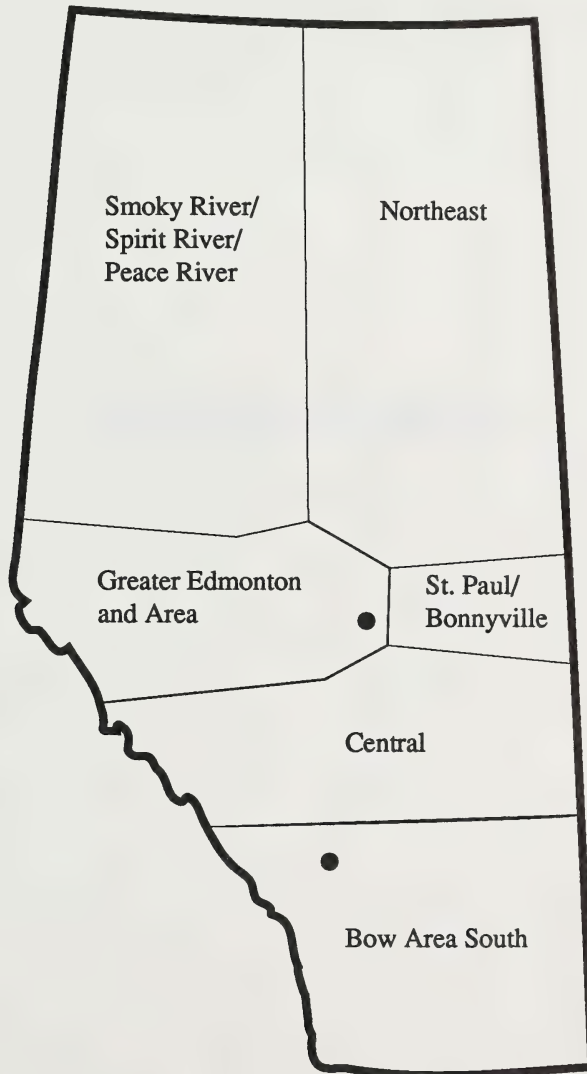 Smoky River/
Spirit River/
Peace River
Northeast
Greater Edmonton
and Area
St. Paul/
Bonnyville
Central
Bow Area South